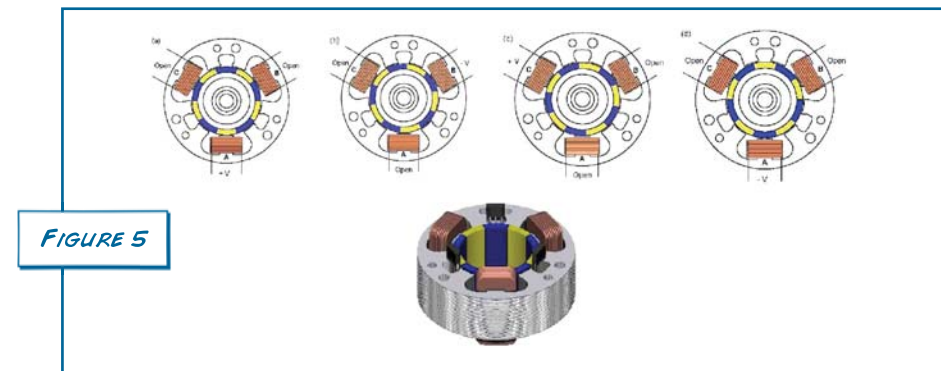 (a)
Open
C
B
Open
A
+ V
(b)
Open
C
B
- V
A
Open
(c)
+ V
C
B
Open
A
Open
(d)
Open
C
B
Open
A
- V
FIGURE 5